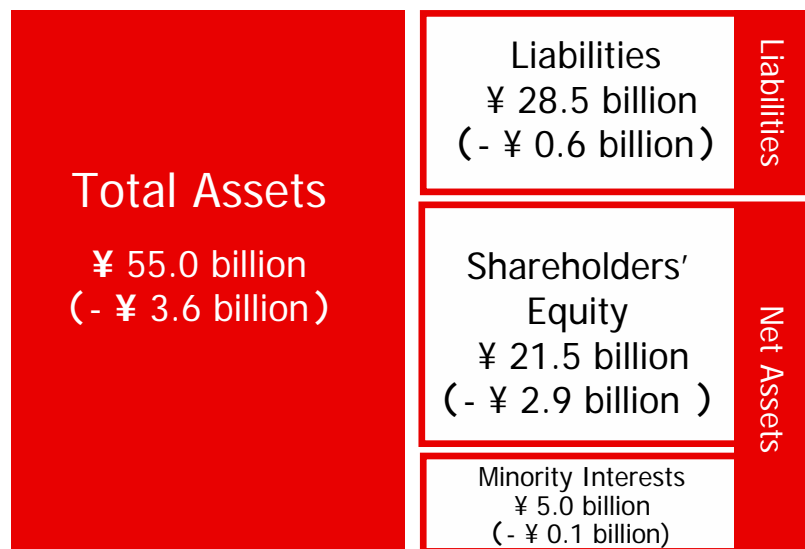 Total Assets
¥ 55.0 billion
(- ¥ 3.6 billion)
Liabilities
¥ 28.5 billion
(- ¥ 0.6 billion)
Liabilities
Shareholders'
Equity
¥ 21.5 billion
(- ¥ 2.9 billion )
Minority Interests
¥ 5.0 billion
(- ¥ 0.1 billion)
Net Assets